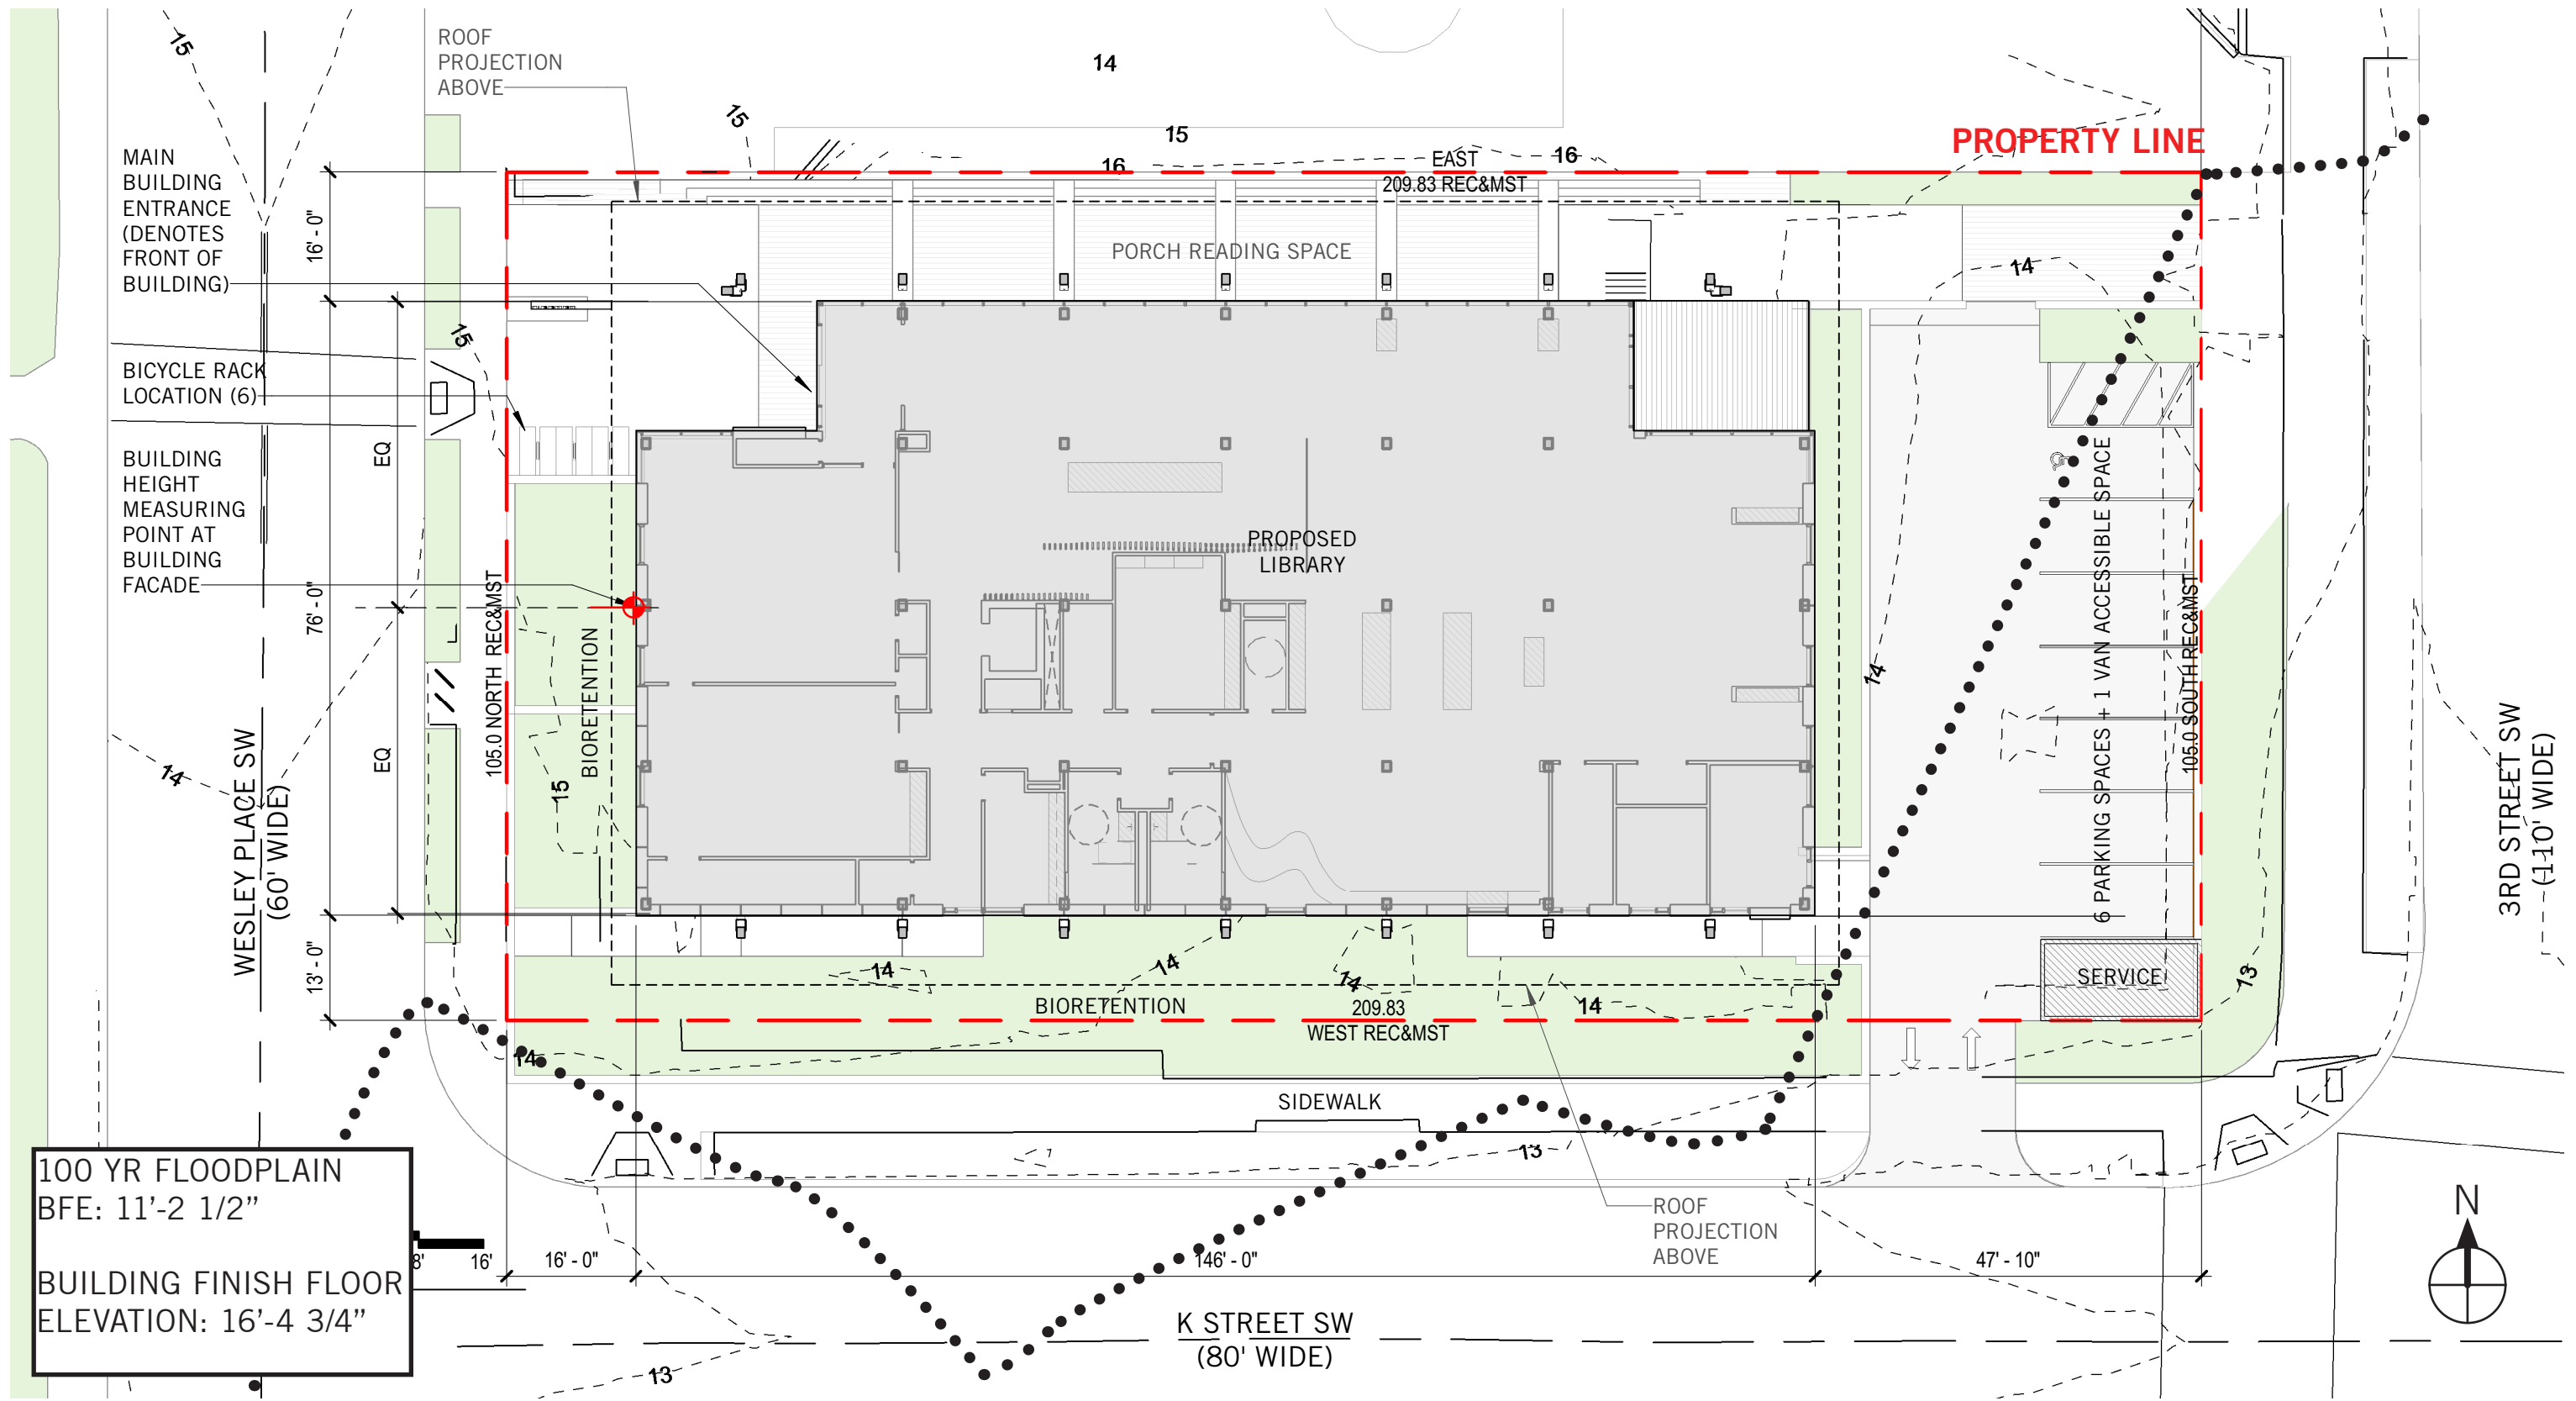 ROOF
PROJECTION
ABOVE
15
14
15
15
PROPERTY LINE
MAIN
BUILDING
ENTRANCE
(DENOTES
FRONT OF
BUILDING)
16
EAST
16
209.83 REC&MST
16' - 0"
PORCH READING SPACE
14
15
BICYCLE RACK
LOCATION (6)
EQ
BUILDING
HEIGHT
MEASURING
POINT AT
BUILDING
FACADE
PROPOSED
LIBRARY
76' - 0"
105.0 NORTH REC&MST
BIORETENTION
6 PARKING SPACES + 1 VAN ACCESSIBLE SPACE
105.0 SOUTH REC&MST
14
EQ
14
15
WESLEY PLACE SW
(60' WIDE)
3RD STREET SW
(110' WIDE)
13' - 0"
14
14
14
14
SERVICE
13
BIORETENTION
209.83
WEST REC&MST
14
SIDEWALK
13
100 YR FLOODPLAIN
BFE: 11'-2 1/2”
BUILDING FINISH FLOOR
ELEVATION: 16’-4 3/4”
8'
16'
16' - 0"
146' - 0"
47' - 10"
ROOF
PROJECTION
ABOVE
N
K STREET SW
(80' WIDE)
13